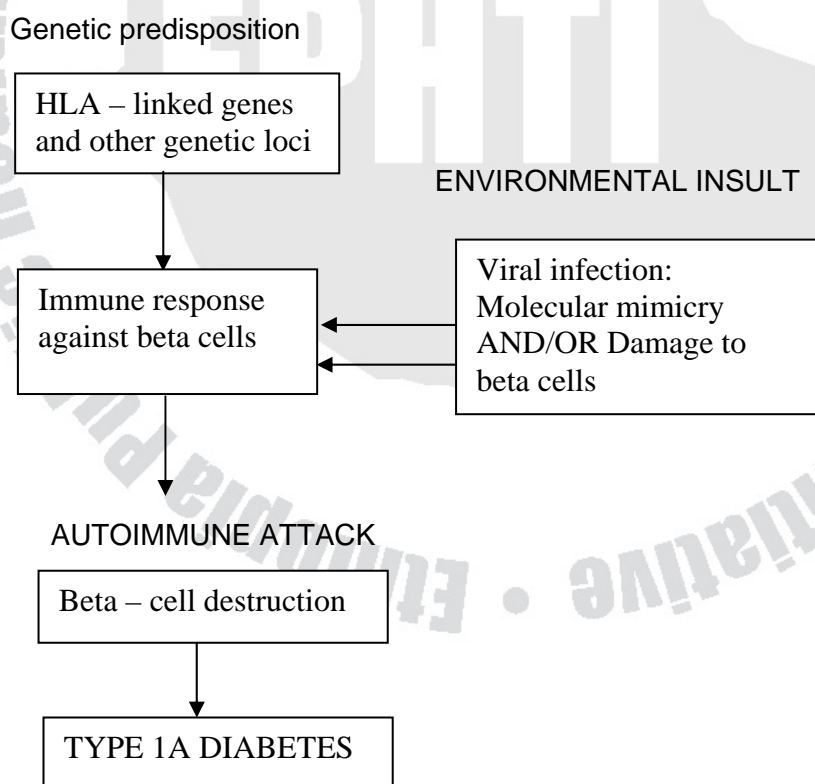 Genetic predisposition
HLA – linked genes
and other genetic loci
ENVIRONMENTAL INSULT
Viral infection:
Molecular mimicry
AND/OR Damage to
beta cells
Immune response
against beta cells
AUTOIMMUNE ATTACK
Beta – cell destruction
TYPE 1A DIABETES
EPHTI